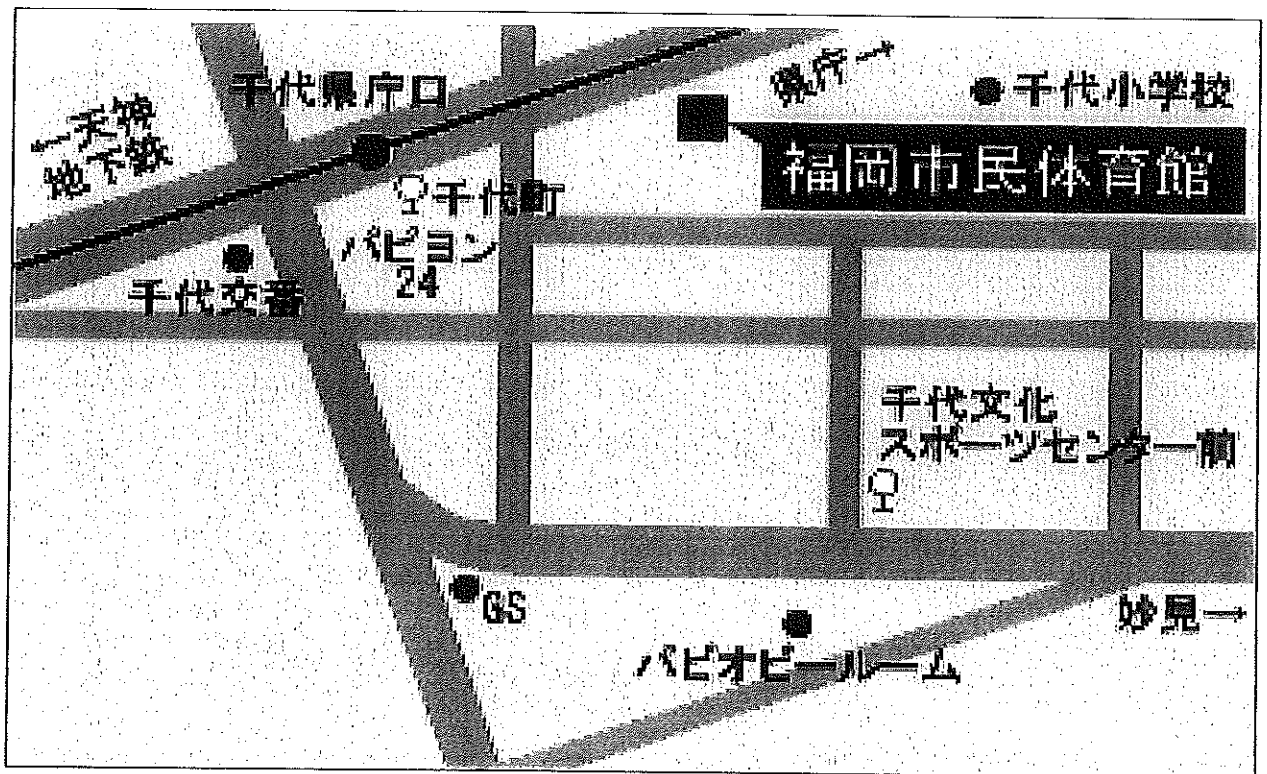 千代県庁口
県庁→
千代小学校
←天神
地下鉄
福岡市民体育館
千代町
パピヨン
24
千代交番
千代文化
スポーツセンター前
GS
妙見→
パピオビールーム